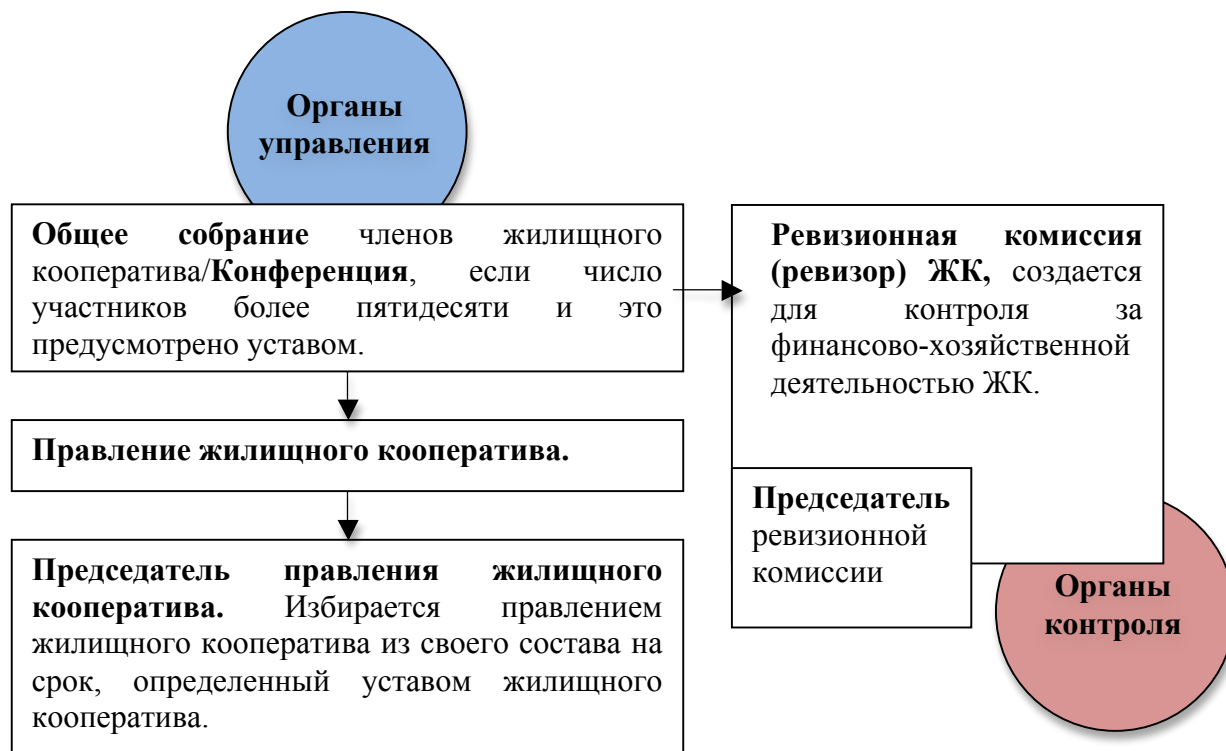 Органы
управления
Общее собрание членов жилищного
кооператива/Конференция, если число
участников более пятидесяти и это
предусмотрено уставом.
Правление жилищного кооператива.
Председатель правления жилищного
кооператива. Избирается правлением
жилищного кооператива из своего состава на
срок, определенный уставом жилищного
кооператива.
Ревизионная комиссия
(ревизор) ЖК, создается
для контроля за
финансово-хозяйственной
деятельностью ЖК.
Председатель
ревизионной
комиссии
Органы
контроля